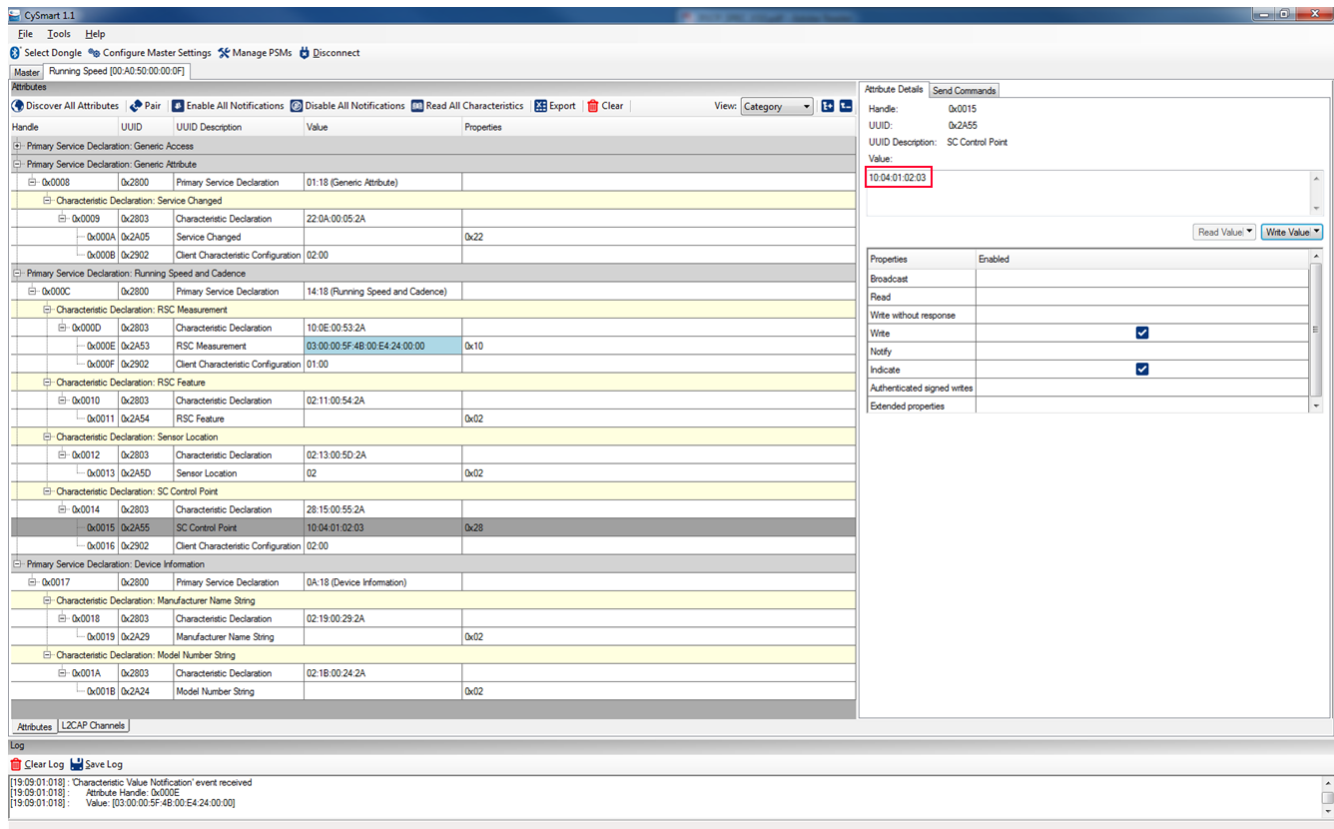 CySmart 1.1
File Tools Help
Select Dongle Configure Master Settings Manage PSMs Disconnect
Master Running Speed [00:A0:50:00:00:0F]
Attributes
Discover All Attributes Pair Enable All Notifications Disable All Notifications Read All Characteristics Export Clear View: Category
Handle UUID UUID Description Value Properties
Primary Service Declaration: Generic Access
Primary Service Declaration: Generic Attribute
0x0008 0x2800 Primary Service Declaration 01:18 (Generic Attribute)
Characteristic Declaration: Service Changed
0x0009 0x2803 Characteristic Declaration 22:0A:00:05:2A
0x000A 0x2A05 Service Changed 0x22
0x000B 0x2902 Client Characteristic Configuration 02:00
Primary Service Declaration: Running Speed and Cadence
0x000C 0x2800 Primary Service Declaration 14:18 (Running Speed and Cadence)
Characteristic Declaration: RSC Measurement
0x000D 0x2803 Characteristic Declaration 10:0E:00:53:2A
0x000E 0x2A53 RSC Measurement 03:00:00:5F:4B:00:E4:24:00:00 0x10
0x000F 0x2902 Client Characteristic Configuration 01:00
Characteristic Declaration: RSC Feature
0x0010 0x2803 Characteristic Declaration 02:11:00:54:2A
0x0011 0x2A54 RSC Feature 0x02
Characteristic Declaration: Sensor Location
0x0012 0x2803 Characteristic Declaration 02:13:00:5D:2A
0x0013 0x2A5D Sensor Location 02 0x02
Characteristic Declaration: SC Control Point
0x0014 0x2803 Characteristic Declaration 28:15:00:55:2A
0x0015 0x2A55 SC Control Point 10:04:01:02:03 0x28
0x0016 0x2902 Client Characteristic Configuration 02:00
Primary Service Declaration: Device Information
0x0017 0x2800 Primary Service Declaration 0A:18 (Device Information)
Characteristic Declaration: Manufacturer Name String
0x0018 0x2803 Characteristic Declaration 02:19:00:29:2A
0x0019 0x2A29 Manufacturer Name String 0x02
Characteristic Declaration: Model Number String
0x001A 0x2803 Characteristic Declaration 02:1B:00:24:2A
0x001B 0x2A24 Model Number String 0x02
Attributes L2CAP Channels
Attribute Details Send Commands
Handle: 0x0015
UUID: 0x2A55
UUID Description: SC Control Point
Value:
10:04:01:02:03
Read Value Write Value
Properties Enabled
Broadcast
Read
Write without response
Write
Notify
Indicate
Authenticated signed writes
Extended properties
Log
Clear Log Save Log
[19:09:01:018] : 'Characteristic Value Notification' event received
[19:09:01:018] : Attribute Handle: 0x000E
[19:09:01:018] : Value: [03:00:00:5F:4B:00:E4:24:00:00]